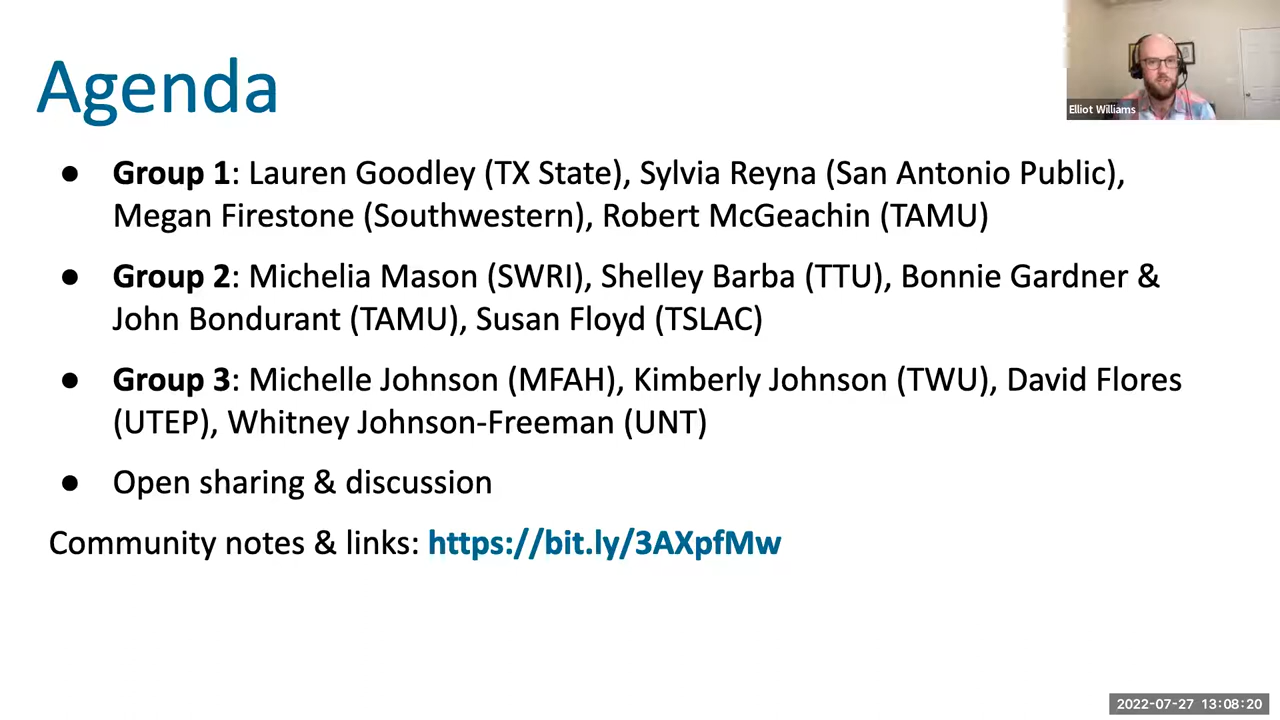 Agenda
Elliot Williams
● Group 1: Lauren Goodley (TX State), Sylvia Reyna (San Antonio Public),
Megan Firestone (Southwestern), Robert McGeachin (TAMU)
● Group 2: Michelia Mason (SWRI), Shelley Barba (TTU), Bonnie Gardner &
John Bondurant (TAMU), Susan Floyd (TSLAC)
● Group 3: Michelle Johnson (MFAH), Kimberly Johnson (TWU), David Flores
(UTEP), Whitney Johnson-Freeman (UNT)
● Open sharing & discussion
Community notes & links: https://bit.ly/3AXpfMw
2022-07-27 13:08:20